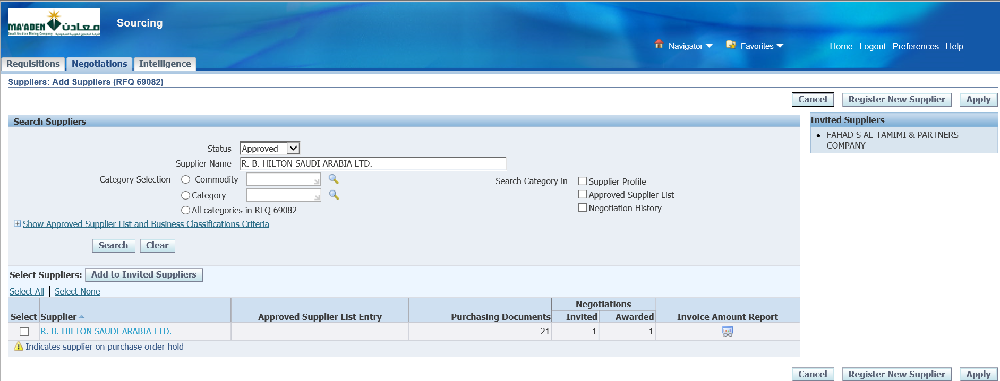 MA'ADEN معادن
Saudi Arabian Mining Company
Sourcing
Navigator
Favorites
Home Logout Preferences Help
Requisitions Negotiations Intelligence
Suppliers: Add Suppliers (RFQ 69082)
Cancel Register New Supplier Apply
Search Suppliers
Invited Suppliers
FAHAD S AL-TAMIMI & PARTNERS
COMPANY
Status Approved
Supplier Name R. B. HILTON SAUDI ARABIA LTD.
Category Selection Commodity
Category
All categories in RFQ 69082
Search Category in Supplier Profile
Approved Supplier List
Negotiation History
Show Approved Supplier List and Business Classifications Criteria
Search Clear
Select Suppliers: Add to Invited Suppliers
Select All | Select None
Negotiations
Select Supplier Approved Supplier List Entry Purchasing Documents Invited Awarded Invoice Amount Report
R. B. HILTON SAUDI ARABIA LTD. 21 1 1
Indicates supplier on purchase order hold
Cancel Register New Supplier Apply